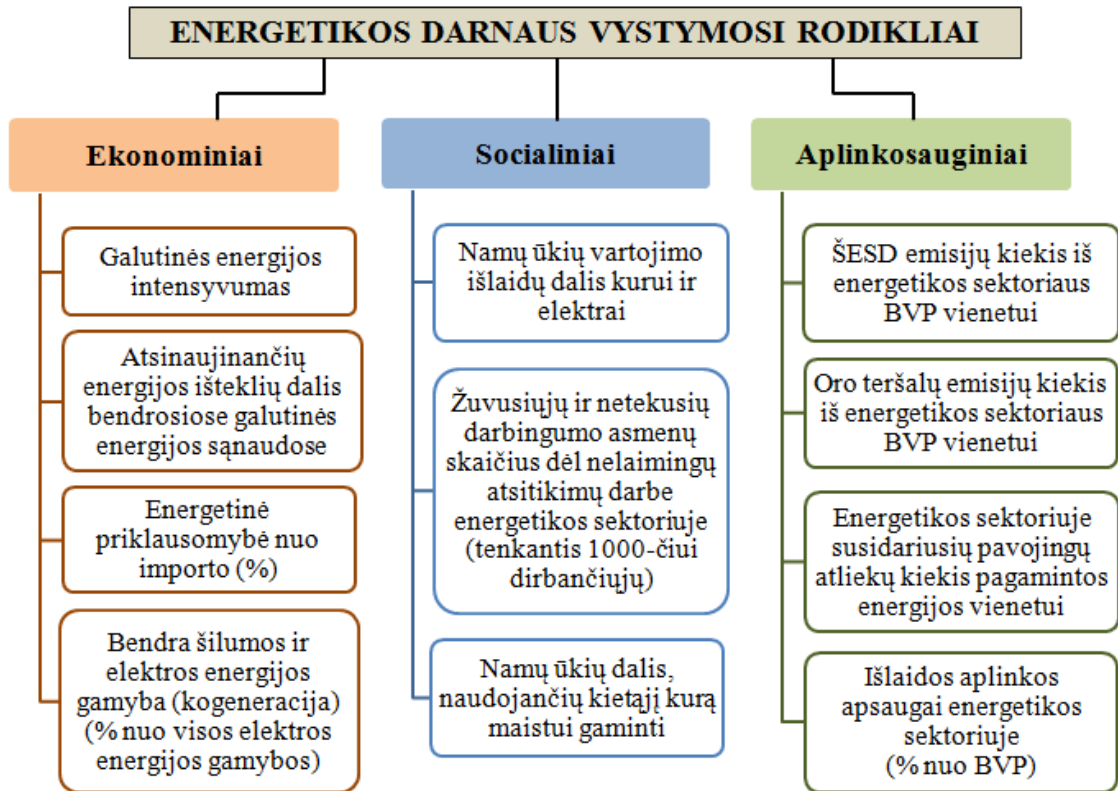 ENERGETIKOS DARNAUS VYSTYMOSI RODIKLIAI
Ekonominiai
Galutinės energijos
intensyvumas
Atsinaujinančių
energijos išteklių dalis
bendrosiose galutinės
energijos sąnaudose
Energetinė
priklausomybė nuo
importo (%)
Bendra šilumos ir
elektros energijos
gamyba (kogeneracija)
(% nuo visos elektros
energijos gamybos)
Socialiniai
Namų ūkių vartojimo
išlaidų dalis kurui ir
elektrai
Žuvusiųjų ir netekusių
darbingumo asmenų
skaičius dėl nelaimingų
atsitikimų darbe
energetikos sektoriuje
(tenkantis 1000-čiui
dirbančiųjų)
Namų ūkių dalis,
naudojančių kietąjį kurą
maistui gaminti
Aplinkosauginiai
ŠESD emisijų kiekis iš
energetikos sektoriaus
BVP vienetui
Oro teršalų emisijų kiekis
iš energetikos sektoriaus
BVP vienetui
Energetikos sektoriuje
susidariusių pavojingų
atliekų kiekis pagamintos
energijos vienetui
Išlaidos aplinkos
apsaugai energetikos
sektoriuje
(% nuo BVP)